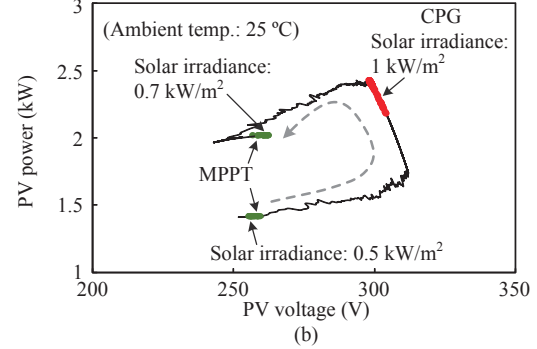 (b)
3
CPG
(Ambient temp.: 25 ºC)
Solar irradiance:
1 kW/m²
2.5
Solar irradiance:
0.7 kW/m²
2
PV power (kW)
MPPT
1.5
Solar irradiance: 0.5 kW/m²
1
200
250
300
350
PV voltage (V)
(b)